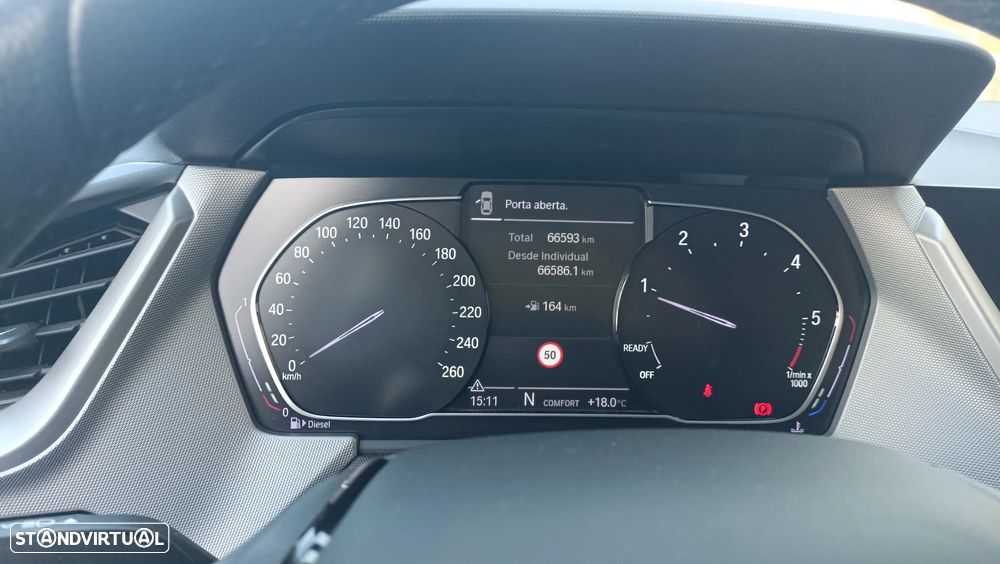 Porta aberta.
Total 66593 km
Desde Individual
66586.1 km
164 km
50
15:11 N COMFORT +18.0°C
0 20 40 60 80 100 120 140 160 180 200 220 240 260
km/h
1
0
Diesel
1 2 3 4 5
READY
OFF
1/min x
1000
P
STANDVIRTUAL